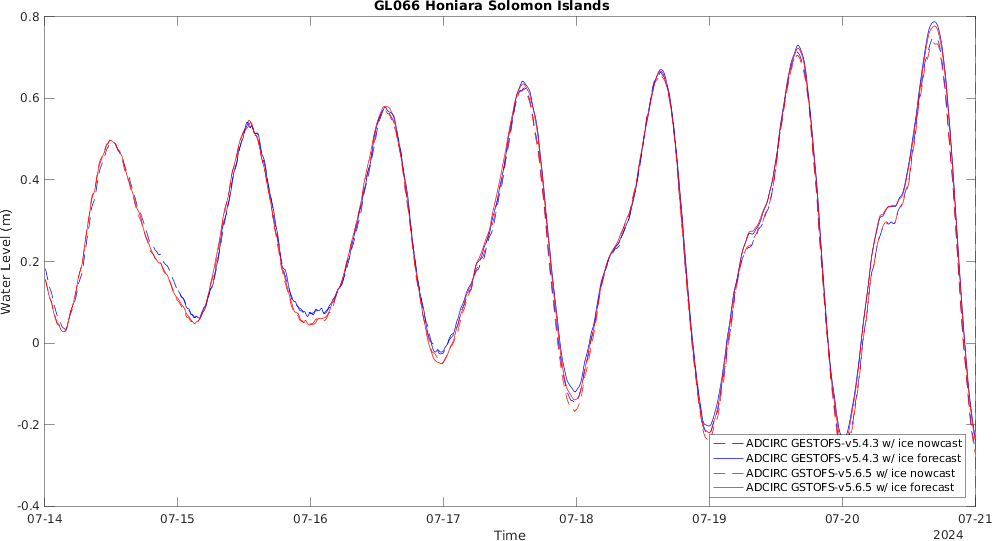 GL066 Honiara Solomon Islands
Water Level (m)
0.8
0.6
0.4
0.2
0
-0.2
-0.4
ADCIRC GESTOFS-v5.4.3 w/ ice nowcast
ADCIRC GESTOFS-v5.4.3 w/ ice forecast
ADCIRC GSTOFS-v5.6.5 w/ ice nowcast
ADCIRC GSTOFS-v5.6.5 w/ ice forecast
07-14 07-15 07-16 07-17 07-18 07-19 07-20 07-21
Time
2024